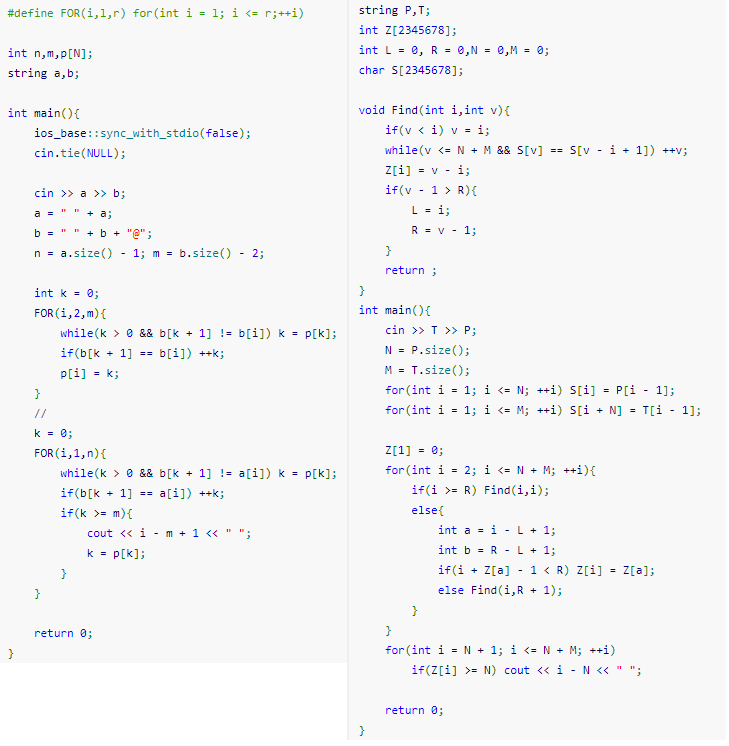 #define FOR(i,l,r) for(int i = l; i <= r;++i)
int n,m,p[N];
string a,b;
int main(){
ios_base::sync_with_stdio(false);
cin.tie(NULL);
cin >> a >> b;
a = " " + a;
b = " " + b + "@";
n = a.size() - 1; m = b.size() - 2;
int k = 0;
FOR(i,2,m){
while(k > 0 && b[k + 1] != b[i]) k = p[k];
if(b[k + 1] == b[i]) ++k;
p[i] = k;
}
//
k = 0;
FOR(i,1,n){
while(k > 0 && b[k + 1] != a[i]) k = p[k];
if(b[k + 1] == a[i]) ++k;
if(k >= m){
cout << i - m + 1 << " ";
k = p[k];
}
}
return 0;
}
string P,T;
int Z[2345678];
int L = 0, R = 0,N = 0,M = 0;
char S[2345678];
void Find(int i,int v){
if(v < i) v = i;
while(v <= N + M && S[v] == S[v - i + 1]) ++v;
Z[i] = v - i;
if(v - 1 > R){
L = i;
R = v - 1;
}
return ;
}
int main(){
cin >> T >> P;
N = P.size();
M = T.size();
for(int i = 1; i <= N; ++i) S[i] = P[i - 1];
for(int i = 1; i <= M; ++i) S[i + N] = T[i - 1];
Z[1] = 0;
for(int i = 2; i <= N + M; ++i){
if(i >= R) Find(i,i);
else{
int a = i - L + 1;
int b = R - L + 1;
if(i + Z[a] - 1 < R) Z[i] = Z[a];
else Find(i,R + 1);
}
}
for(int i = N + 1; i <= N + M; ++i)
if(Z[i] >= N) cout << i - N << " ";
return 0;
}